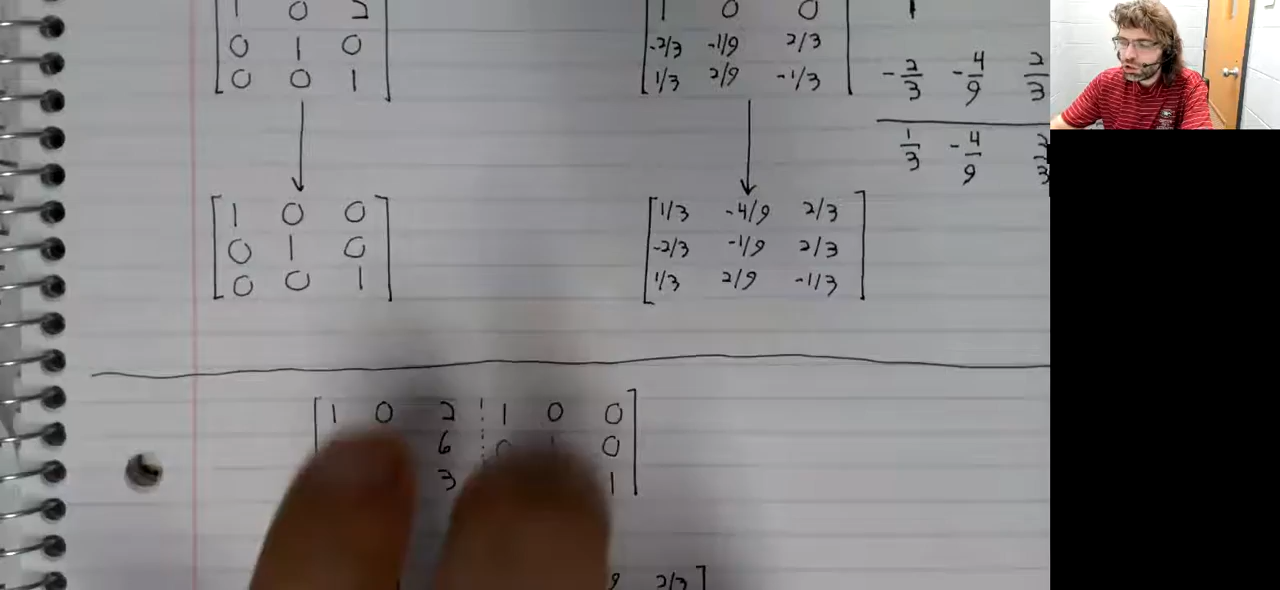 1 0 2
0 1 0
0 0 1
1 0 0
-2/3 -1/9 2/3
1/3 2/9 -1/3
1
-2/3 -4/9 2/3
1/3 -4/9
1 0 0
0 1 0
0 0 1
1/3 -4/9 2/3
-2/3 -1/9 2/3
1/3 2/9 -1/3
1 0 2 1 0 0
6 0
3 1
2/3